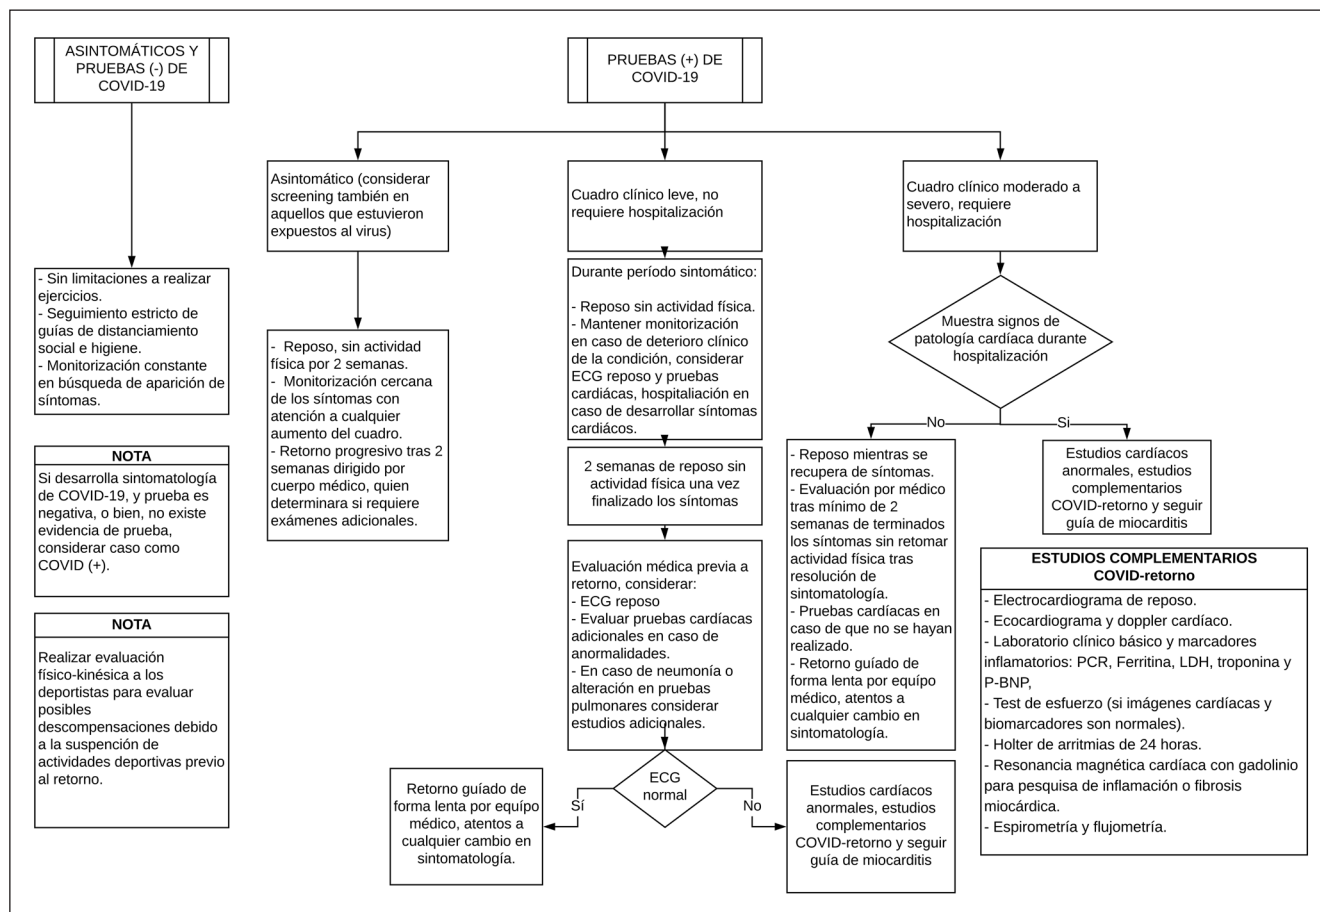 ASINTOMÁTICOS Y
PRUEBAS (-) DE
COVID-19
- Sin limitaciones a realizar
ejercicios.
- Seguimiento estricto de
guías de distanciamiento
social e higiene.
- Monitorización constante
en búsqueda de aparición de
síntomas.
NOTA
Si desarrolla sintomatología
de COVID-19, y prueba es
negativa, o bien, no existe
evidencia de prueba,
considerar caso como
COVID (+).
NOTA
Realizar evaluación
físico-kinésica a los
deportistas para evaluar
posibles
descompensaciones debido
a la suspensión de
actividades deportivas previo
al retorno.
PRUEBAS (+) DE
COVID-19
Asintomático (considerar
screening también en
aquellos que estuvieron
expuestos al virus)
- Reposo, sin actividad
física por 2 semanas.
- Monitorización cercana
de los síntomas con
atención a cualquier
aumento del cuadro.
- Retorno progresivo tras 2
semanas dirigido por
cuerpo médico, quien
determinara si requiere
exámenes adicionales.
Cuadro clínico leve, no
requiere hospitalización
Durante período sintomático:
- Reposo sin actividad física.
- Mantener monitorización
en caso de deterioro clínico
de la condición, considerar
ECG reposo y pruebas
cardiácas, hospitaliación en
caso de desarrollar síntomas
cardiácos.
2 semanas de reposo sin
actividad física una vez
finalizado los síntomas
Evaluación médica previa a
retorno, considerar:
- ECG reposo
- Evaluar pruebas cardíacas
adicionales en caso de
anormalidades.
- En caso de neumonía o
alteración en pruebas
pulmonares considerar
estudios adicionales.
ECG
normal
Sí
No
Retorno guíado de
forma lenta por equípo
médico, atentos a
cualquier cambio en
sintomatología.
Estudios cardíacos
anormales, estudios
complementarios
COVID-retorno y seguir
guía de miocarditis
Cuadro clínico moderado a
severo, requiere
hospitalización
Muestra signos de
patología cardíaca durante
hospitalización
No
Si
- Reposo mientras se
recupera de síntomas.
- Evaluación por médico
tras mínimo de 2
semanas de terminados
los síntomas sin retomar
actividad física tras
resolución de
sintomatología.
- Pruebas cardíacas en
caso de que no se hayan
realizado.
- Retorno guíado de
forma lenta por equípo
médico, atentos a
cualquier cambio en
sintomatología.
Estudios cardíacos
anormales, estudios
complementarios
COVID-retorno y seguir
guía de miocarditis
ESTUDIOS COMPLEMENTARIOS
COVID-retorno
- Electrocardiograma de reposo.
- Ecocardiograma y doppler cardíaco.
- Laboratorio clínico básico y marcadores
inflamatorios: PCR, Ferritina, LDH, troponina y
P-BNP,
- Test de esfuerzo (si imágenes cardíacas y
biomarcadores son normales).
- Holter de arritmias de 24 horas.
- Resonancia magnética cardíaca con gadolinio
para pesquisa de inflamación o fibrosis
miocárdica.
- Espirometría y flujometría.